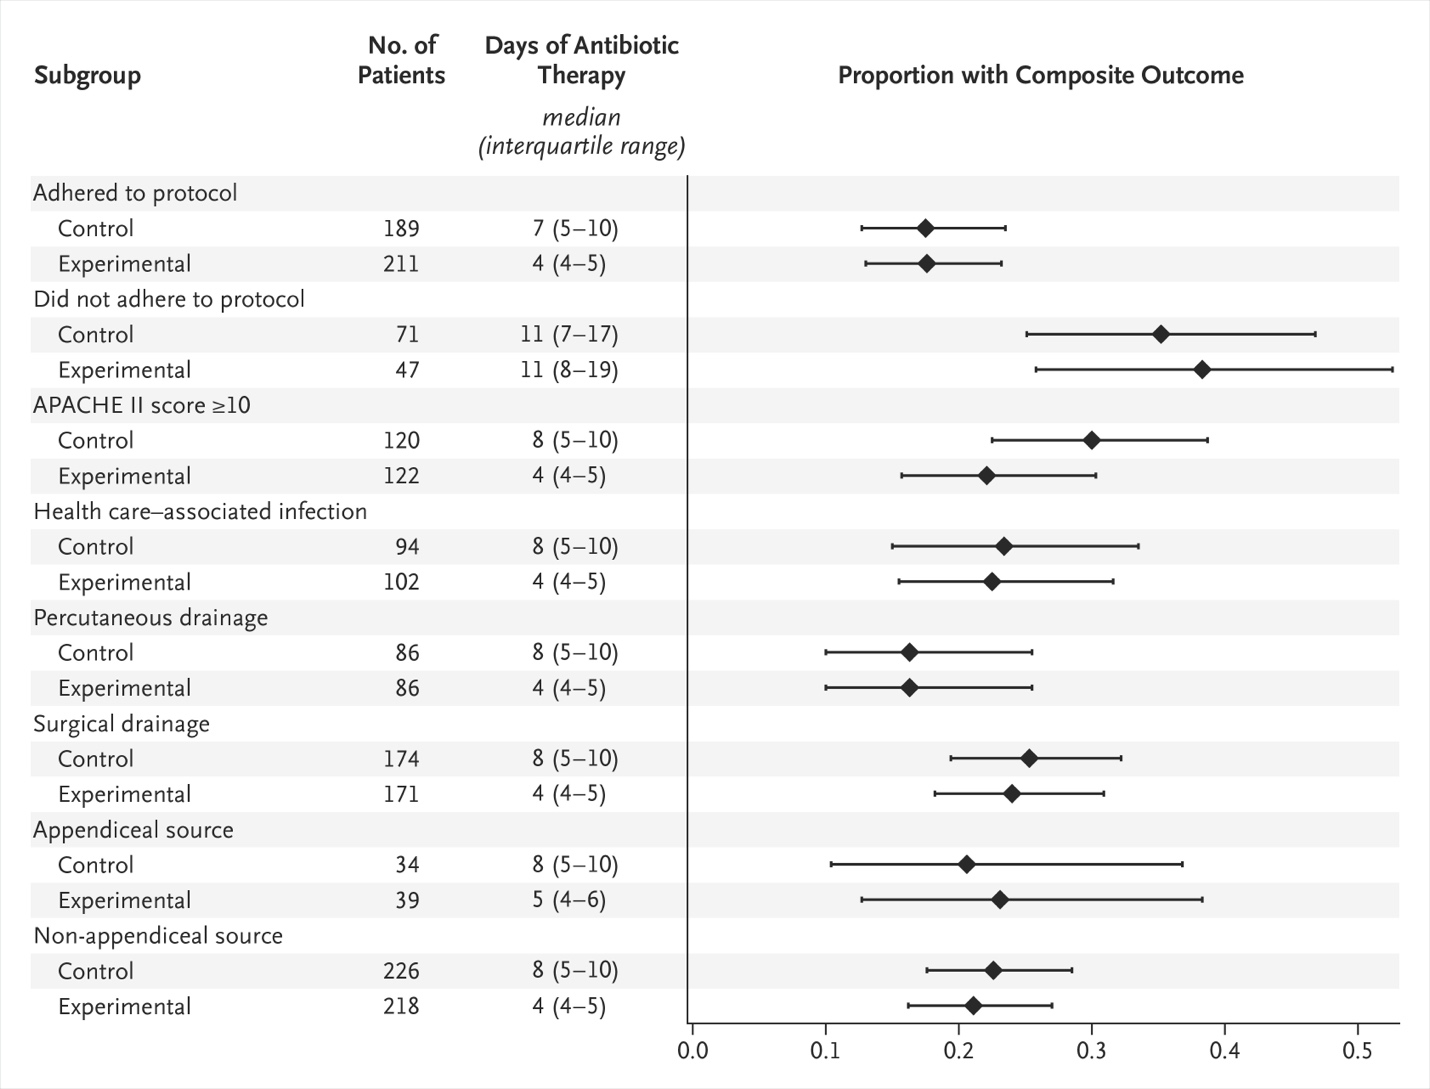 Subgroup
No. of
Patients
Days of Antibiotic
Therapy
median
(interquartile range)
Proportion with Composite Outcome
Adhered to protocol
Control 189 7 (5–10)
Experimental 211 4 (4–5)
Did not adhere to protocol
Control 71 11 (7–17)
Experimental 47 11 (8–19)
APACHE II score ≥10
Control 120 8 (5–10)
Experimental 122 4 (4–5)
Health care–associated infection
Control 94 8 (5–10)
Experimental 102 4 (4–5)
Percutaneous drainage
Control 86 8 (5–10)
Experimental 86 4 (4–5)
Surgical drainage
Control 174 8 (5–10)
Experimental 171 4 (4–5)
Appendiceal source
Control 34 8 (5–10)
Experimental 39 5 (4–6)
Non-appendiceal source
Control 226 8 (5–10)
Experimental 218 4 (4–5)
0.0 0.1 0.2 0.3 0.4 0.5